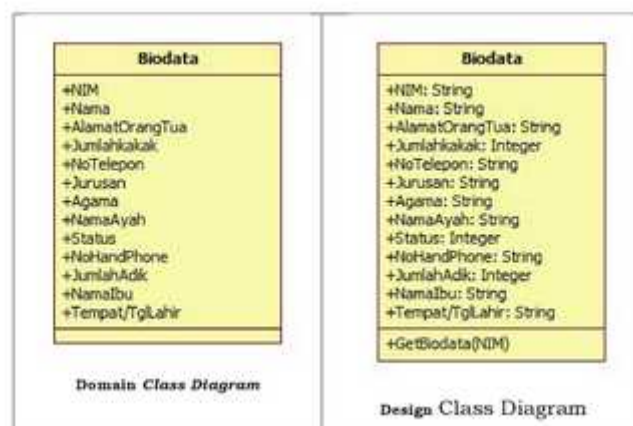 Biodata
+NIM
+Nama
+AlamatOrangTua
+Jumlahkakak
+NoTelepon
+Jurusan
+Agama
+NamaAyah
+Status
+NoHandPhone
+JumlahAdik
+NamaIbu
+Tempat/TglLahir
Domain Class Diagram
Biodata
+NIM: String
+Nama: String
+AlamatOrangTua: String
+Jumlahkakak: Integer
+NoTelepon: String
+Jurusan: String
+Agama: String
+NamaAyah: String
+Status: Integer
+NoHandPhone: String
+JumlahAdik: Integer
+NamaIbu: String
+Tempat/TglLahir: String
+GetBiodata(NIM)
Design Class Diagram